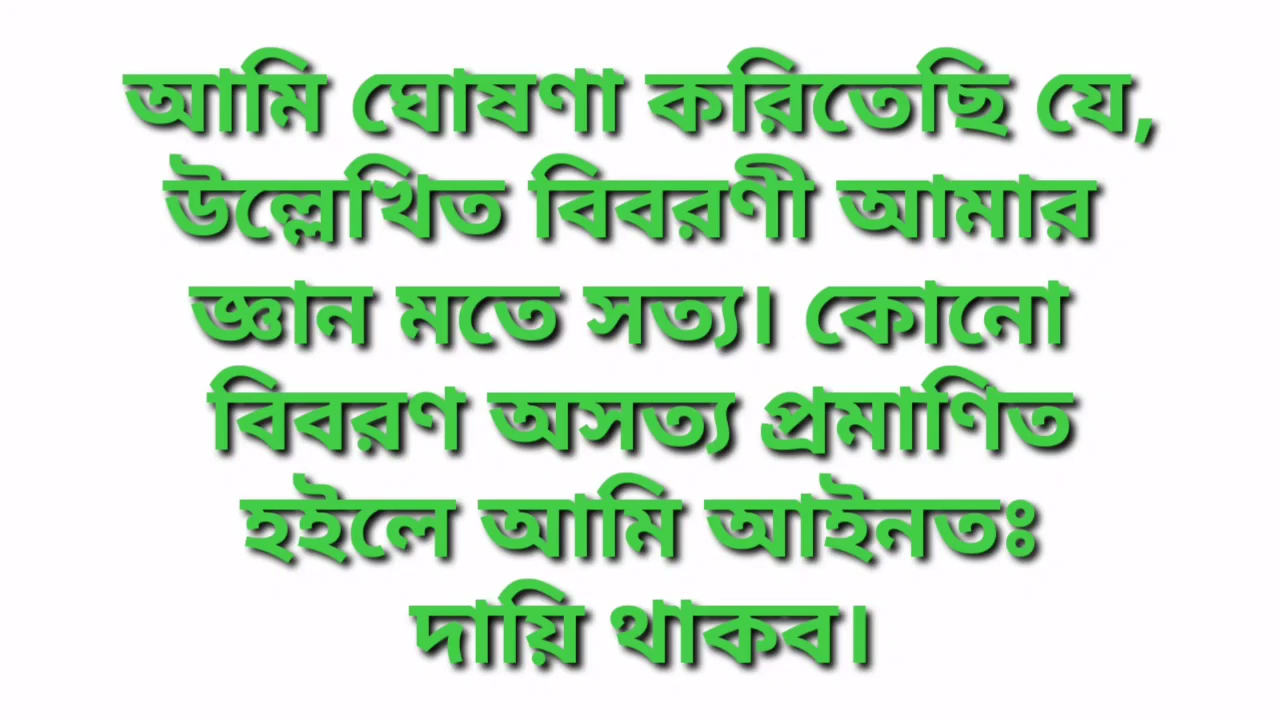 আমি ঘোষণা করিতেছি যে,
উল্লেখিত বিবরণী আমার
জ্ঞান মতে সত্য। কোনো
বিবরণ অসত্য প্রমাণিত
হইলে আমি আইনতঃ
দায়ি থাকব।